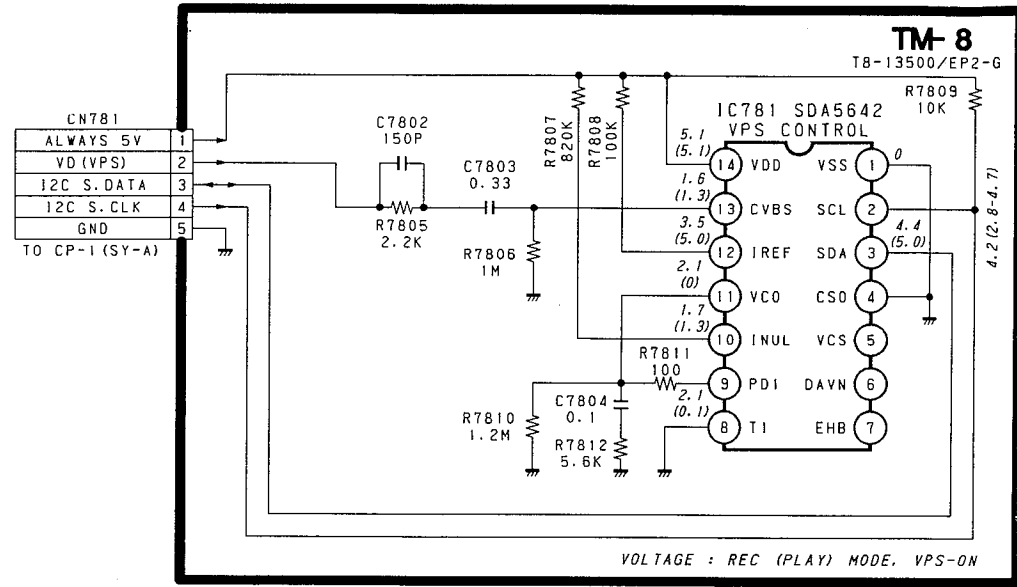 TM-8
T8-13500/EP2-G
CN781
ALWAYS 5V 1
VD (VPS) 2
I2C S.DATA 3
I2C S.CLK 4
GND 5
TO CP-1 (SY-A)
C7802
150P
R7805
2.2K
C7803
0.33
R7806
1M
R7807
820K
R7808
100K
R7809
10K
IC781 SDA5642
VPS CONTROL
5.1
(5.1)
14 VDD
VSS 1
0
1.6
(1.3)
13 CVBS
SCL 2
4.2 (2.8-4.7)
3.5
(5.0)
12 IREF
SDA 3
4.4
(5.0)
2.1
(0)
11 VCO
CSO 4
1.7
(1.3)
10 INUL
VCS 5
R7811
100
9 PD1
DAVN 6
2.1
(0.1)
8 T1
EHB 7
R7810
1.2M
C7804
0.1
R7812
5.6K
VOLTAGE : REC (PLAY) MODE. VPS-ON